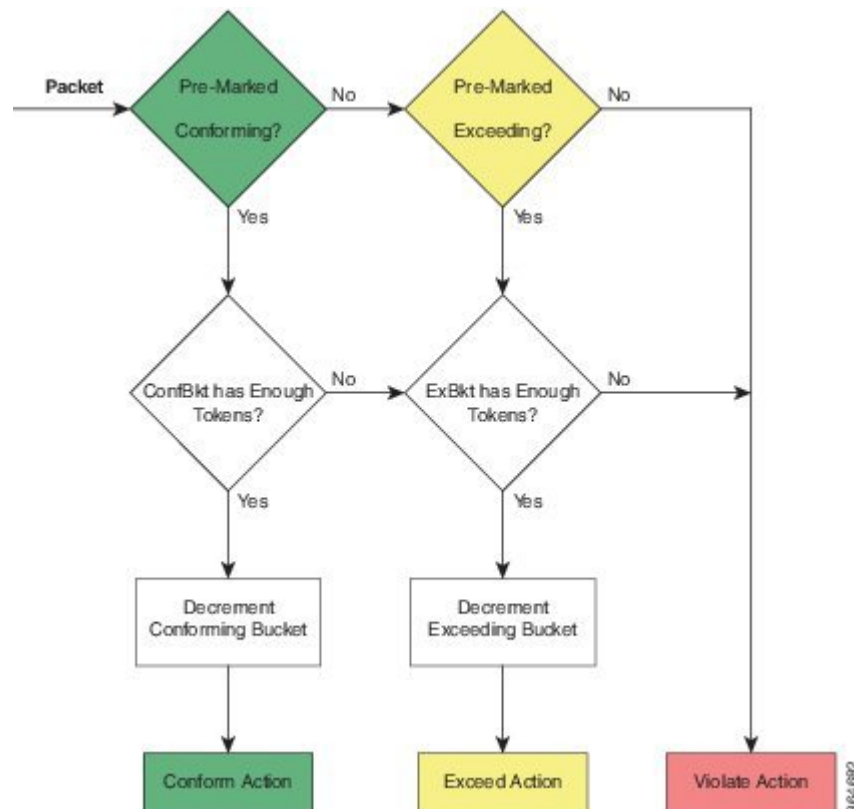 Packet
Pre-Marked
Conforming?
No
Pre-Marked
Exceeding?
No
Yes
Yes
ConfBkt has Enough
Tokens?
No
ExBkt has Enough
Tokens?
No
Yes
Yes
Decrement
Conforming Bucket
Decrement
Exceeding Bucket
Conform Action
Exceed Action
Violate Action